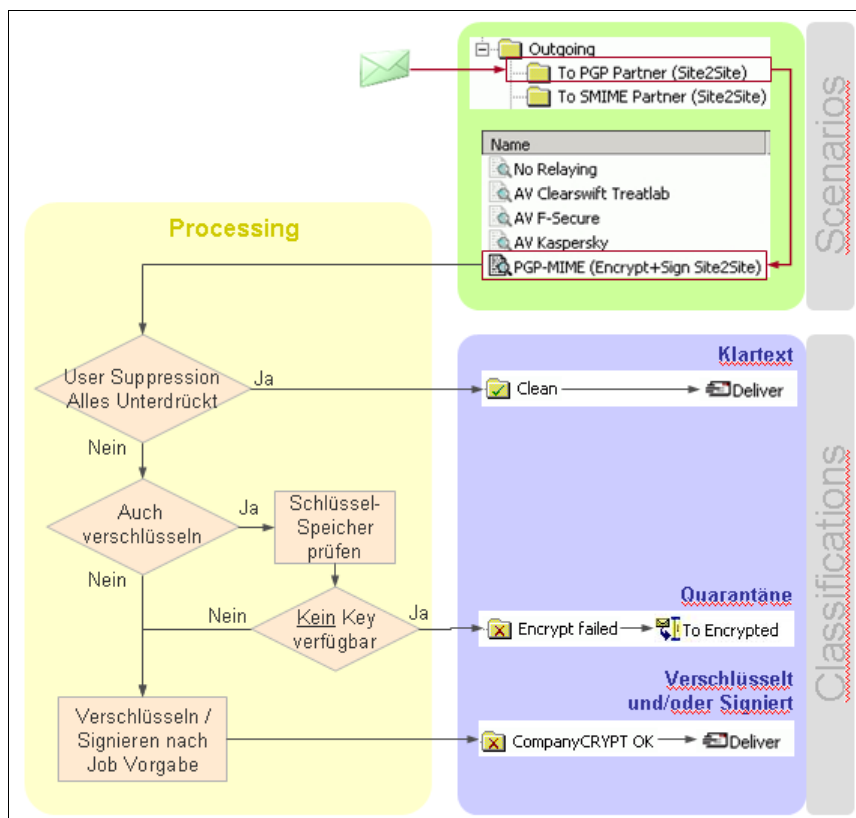 Outgoing
To PGP Partner (Site2Site)
To SMIME Partner (Site2Site)
Name
No Relaying
AV Clearswift Treatlab
AV F-Secure
AV Kaspersky
PGP-MIME (Encrypt+Sign Site2Site)
Scenarios
Processing
User Suppression
Alles Unterdrückt
Ja
Nein
Auch
verschlüsseln
Ja
Nein
Schlüssel-
Speicher
prüfen
Kein Key
verfügbar
Nein
Ja
Verschlüsseln /
Signieren nach
Job Vorgabe
Klartext
Clean
Deliver
Quarantäne
Encrypt failed
To Encrypted
Verschlüsselt
und/oder Signiert
CompanyCRYPT OK
Deliver
Classifications